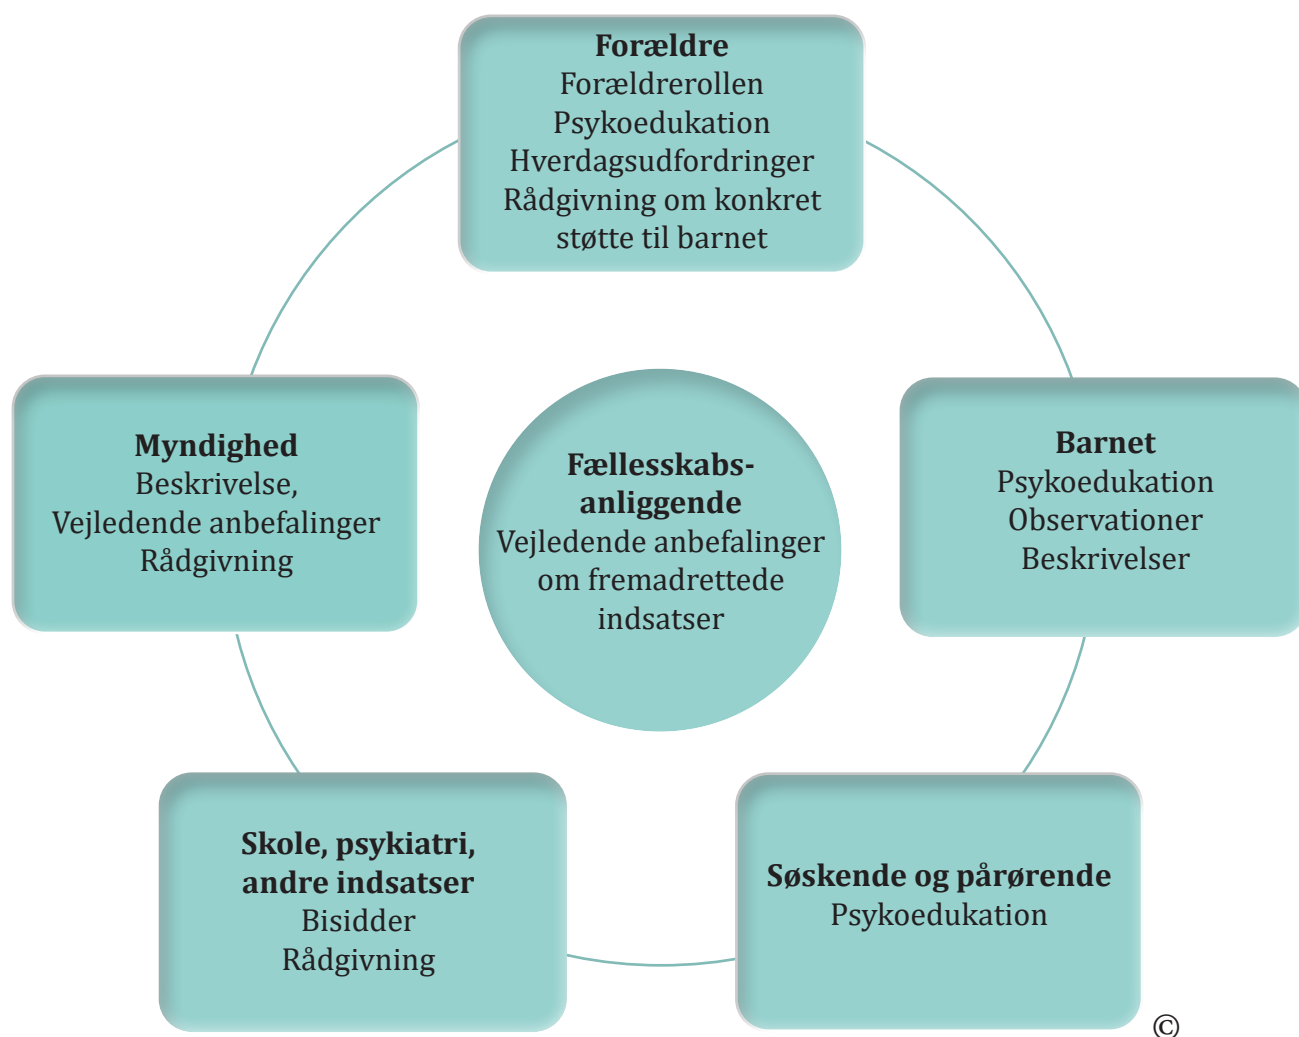 Forældre
Forældrerollen
Psykoedukation
Hverdagsudfordringer
Rådgivning om konkret
støtte til barnet
Myndighed
Beskrivelse,
Vejledende anbefalinger
Rådgivning
Fællesskabs-
anliggende
Vejledende anbefalinger
om fremadrettede
indsatser
Barnet
Psykoedukation
Observationer
Beskrivelser
Skole, psykiatri,
andre indsatser
Bisidder
Rådgivning
Søskende og pårørende
Psykoedukation
©